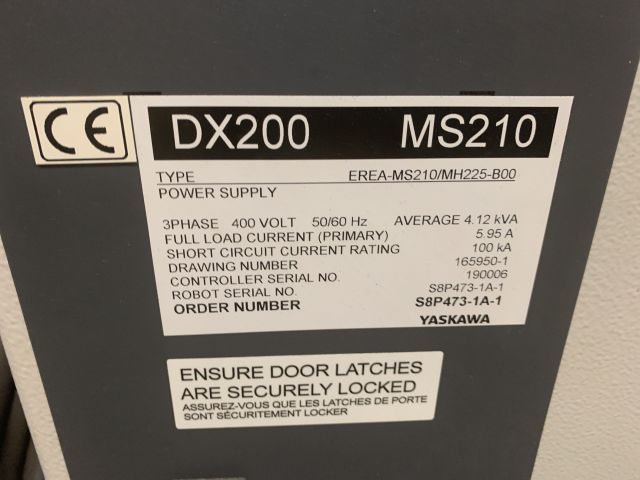 CE
DX200 MS210
TYPE EREA-MS210/MH225-B00
POWER SUPPLY
3PHASE 400 VOLT 50/60 Hz AVERAGE 4.12 kVA
FULL LOAD CURRENT (PRIMARY) 5.95 A
SHORT CIRCUIT CURRENT RATING 100 kA
DRAWING NUMBER 165950-1
CONTROLLER SERIAL NO. 190006
ROBOT SERIAL NO. S8P473-1A-1
ORDER NUMBER S8P473-1A-1
YASKAWA
ENSURE DOOR LATCHES
ARE SECURELY LOCKED
ASSUREZ-VOUS QUE LES LATCHES DE PORTE
SONT SÉCURITEMENT LOCKER